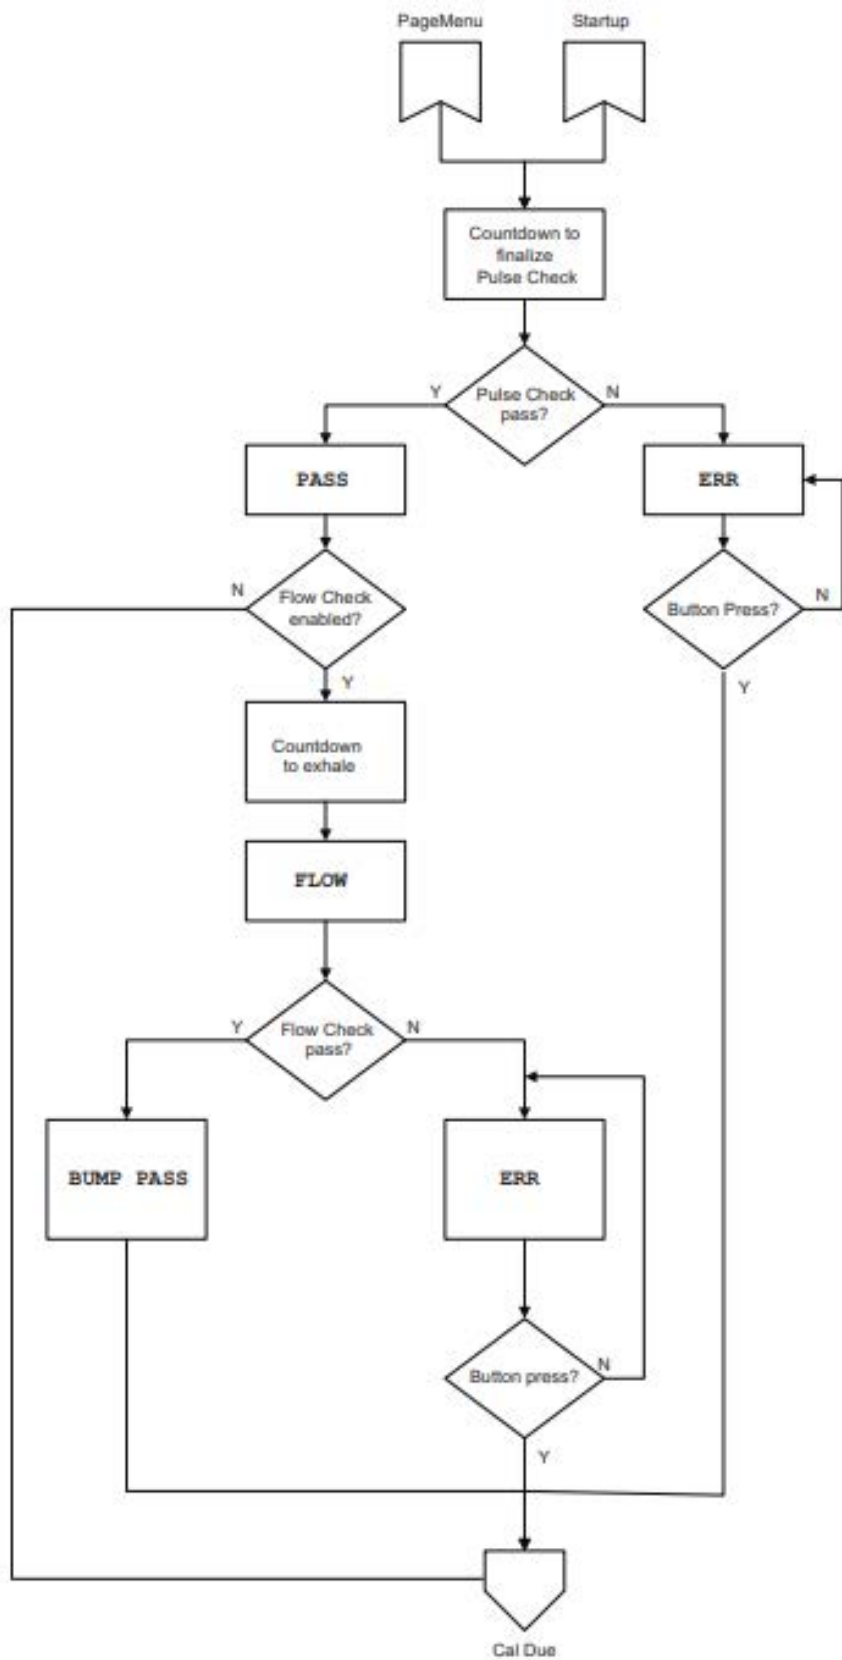 PageMenu
Startup
Countdown to
finalize
Pulse Check
Y
Pulse Check
pass?
N
PASS
ERR
N
Flow Check
enabled?
Button Press?
N
Y
Y
Countdown
to exhale
FLOW
Y
Flow Check
pass?
N
BUMP PASS
ERR
Button press?
N
Y
Cal Due